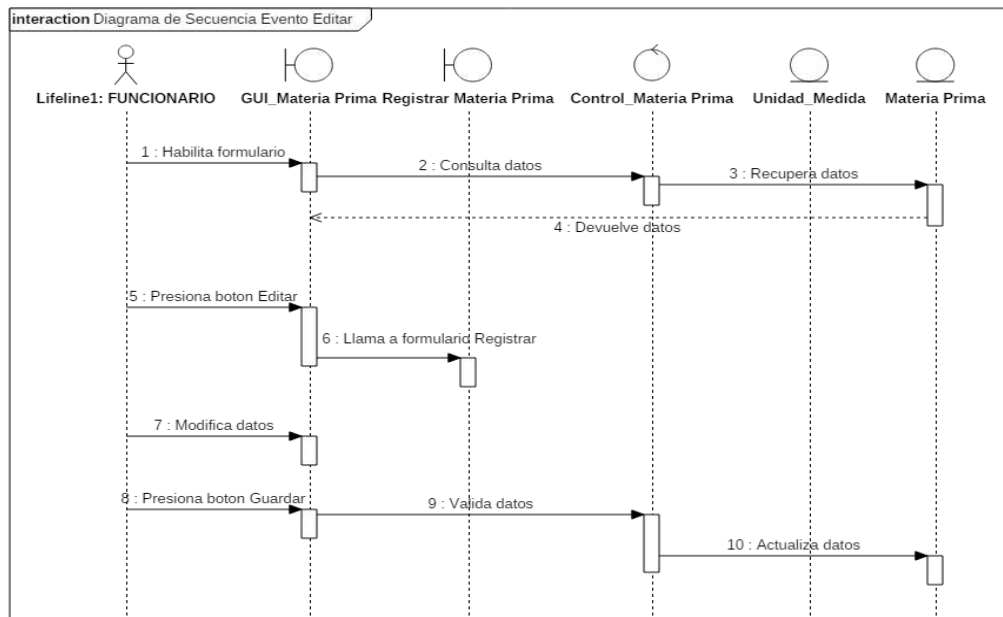 interaction Diagrama de Secuencia Evento Editar
Lifeline1: FUNCIONARIO
GUI_Materia Prima
Registrar Materia Prima
Control_Materia Prima
Unidad_Medida
Materia Prima
1 : Habilita formulario
2 : Consulta datos
3 : Recupera datos
4 : Devuelve datos
5 : Presiona boton Editar
6 : Llama a formulario Registrar
7 : Modifica datos
8 : Presiona boton Guardar
9 : Valida datos
10 : Actualiza datos